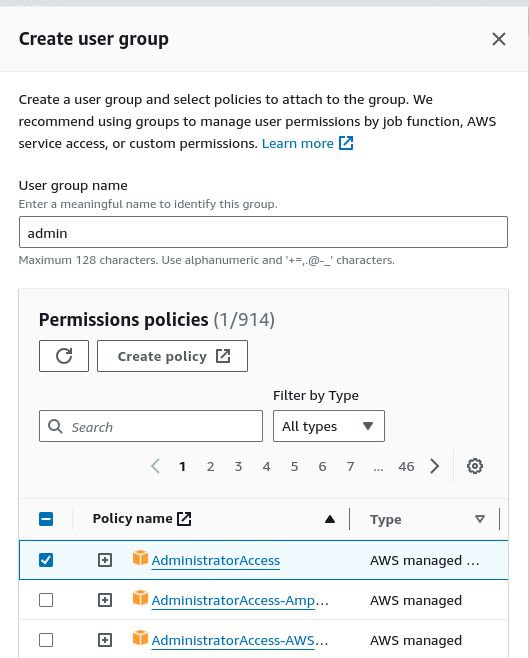 Create user group
Create a user group and select policies to attach to the group. We
recommend using groups to manage user permissions by job function, AWS
service access, or custom permissions. Learn more
User group name
Enter a meaningful name to identify this group.
admin
Maximum 128 characters. Use alphanumeric and '+=,.@-_' characters.
Permissions policies (1/914)
Create policy
Filter by Type
Search
All types
1 2 3 4 5 6 7 ... 46
Policy name Type
AdministratorAccess AWS managed ...
AdministratorAccess-Amp... AWS managed
AdministratorAccess-AWS... AWS managed